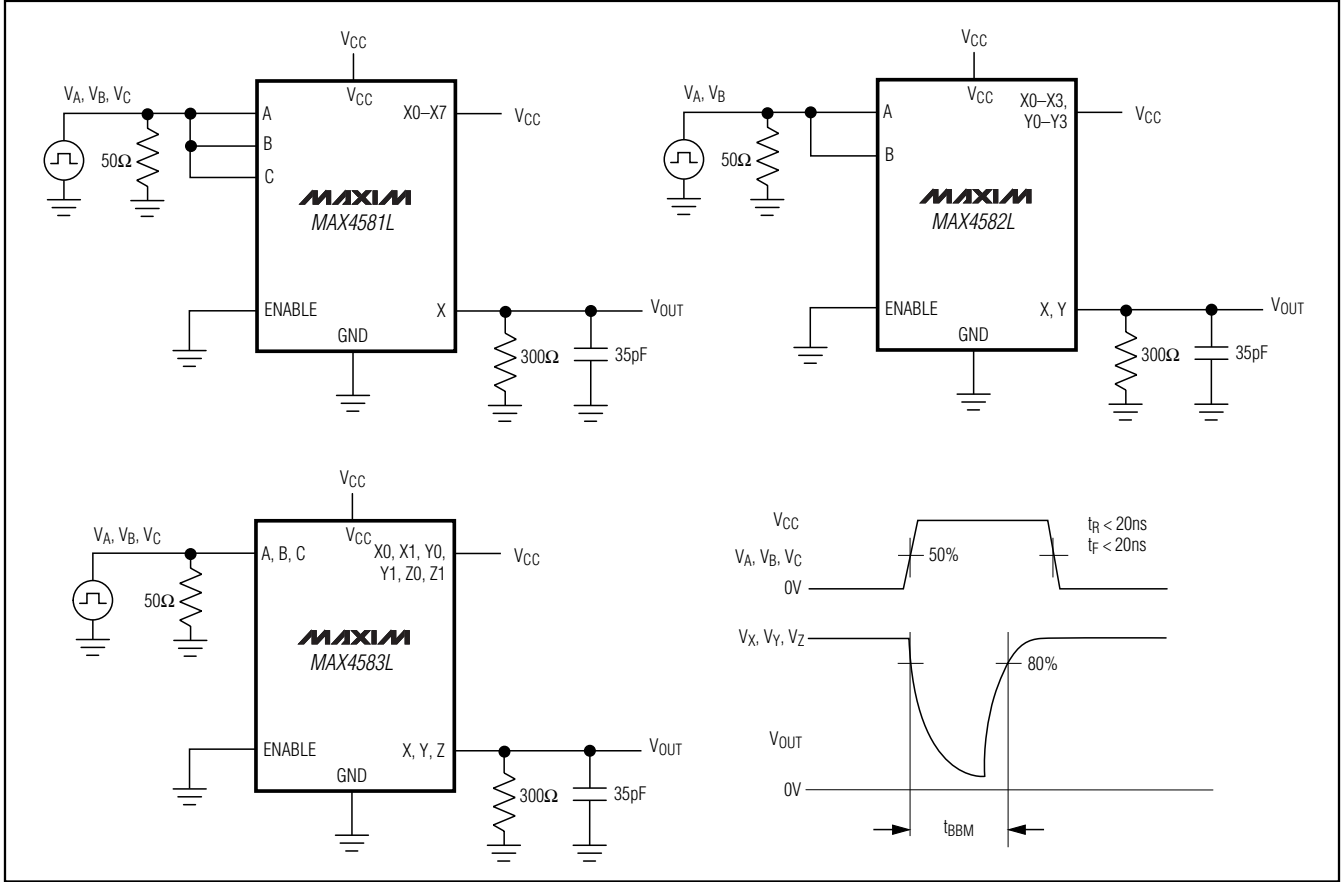 VCC
VA, VB, VC
VCC
A
X0–X7
VCC
B
50Ω
C
MAXIM
MAX4581L
ENABLE
X
VOUT
GND
300Ω
35pF
VCC
VA, VB
VCC
X0–X3,
Y0–Y3
VCC
A
50Ω
B
MAXIM
MAX4582L
ENABLE
X, Y
VOUT
GND
300Ω
35pF
VCC
VA, VB, VC
VCC
A, B, C
X0, X1, Y0,
Y1, Z0, Z1
VCC
50Ω
MAXIM
MAX4583L
ENABLE
X, Y, Z
VOUT
GND
300Ω
35pF
VCC
tR < 20ns
tF < 20ns
VA, VB, VC
50%
0V
VX, VY, VZ
80%
VOUT
0V
tBBM